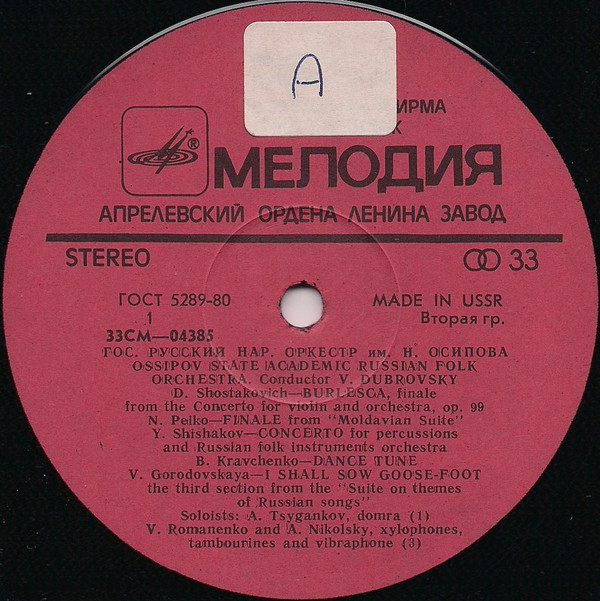 A
ИРМА
МЕЛОДИЯ
АПРЕЛЕВСКИЙ ОРДЕНА ЛЕНИНА ЗАВОД
STEREO 33
ГОСТ 5289-80 MADE IN USSR
1 Вторая гр.
33СМ—04385
ГОС. РУССКИЙ НАР. ОРКЕСТР им. Н. ОСИПОВА
OSSIPOV STATE ACADEMIC RUSSIAN FOLK
ORCHESTRA. Conductor V. DUBROVSKY
D. Shostakovich—BURLESCA, finale
from the Concerto for violin and orchestra, op. 99
N. Peiko—FINALE from "Moldavian Suite"
Y. Shishakov—CONCERTO for percussions
and Russian folk instruments orchestra
B. Kravchenko—DANCE TUNE
V. Gorodovskaya—I SHALL SOW GOOSE-FOOT
the third section from the "Suite on themes
of Russian songs"
Soloists: A. Tsygankov, domra (1)
V. Romanenko and A. Nikolsky, xylophones,
tambourines and vibraphone (3)